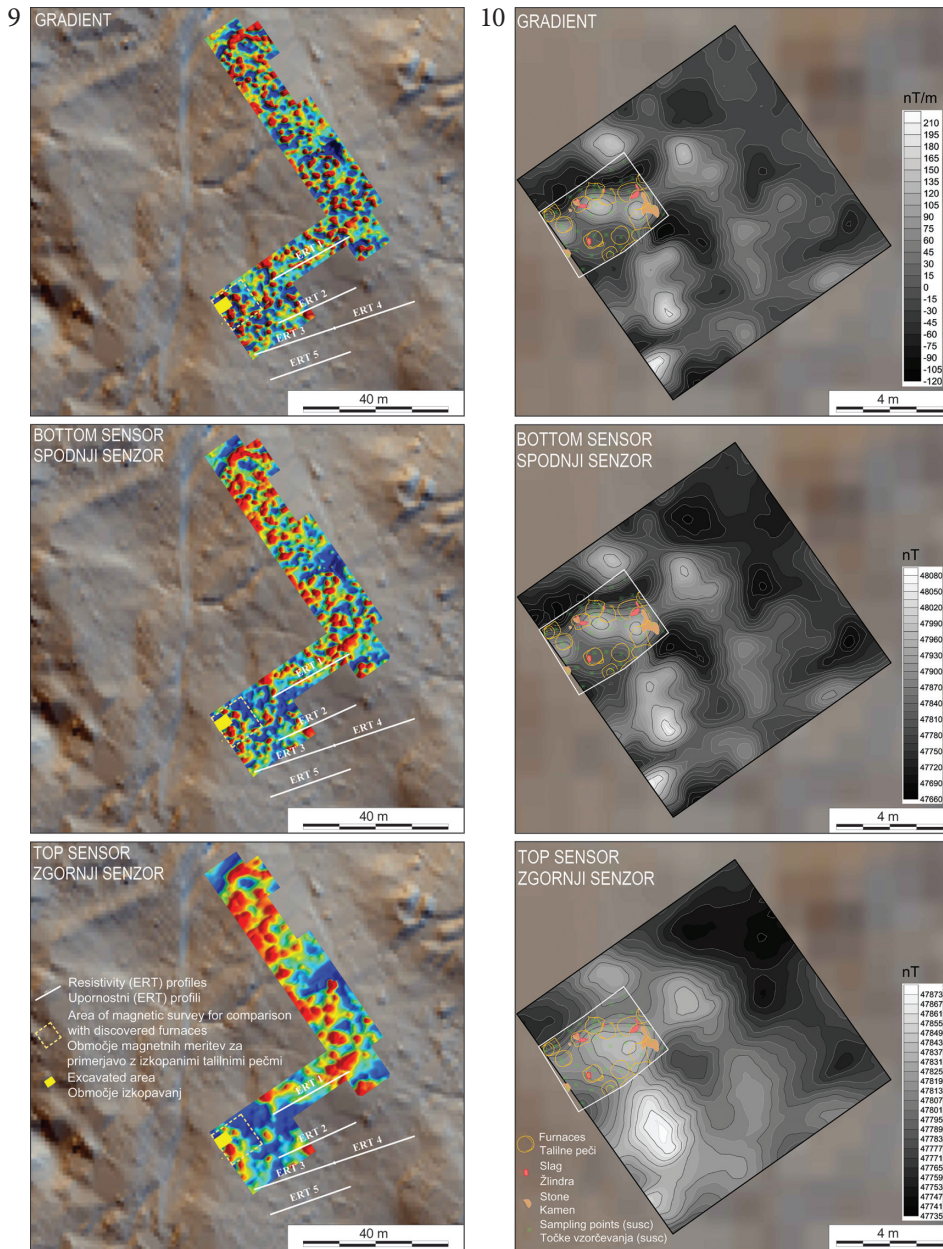 9
GRADIENT
ERT 1
ERT 2
ERT 4
ERT 3
ERT 5
40 m
BOTTOM SENSOR
SPODNJI SENZOR
ERT 1
ERT 2
ERT 4
ERT 3
ERT 5
40 m
TOP SENSOR
ZGORNJI SENZOR
Resistivity (ERT) profiles
Upornostni (ERT) profili
Area of magnetic survey for comparison
with discovered furnaces
Območje magnetnih meritev za
primerjavo z izkopanimi talilnimi pečmi
Excavated area
Območje izkopavanj
ERT 1
ERT 2
ERT 4
ERT 3
ERT 5
40 m
10
GRADIENT
nT/m
210
195
180
165
150
135
120
105
90
75
60
45
30
15
0
-15
-30
-45
-60
-75
-90
-105
-120
4 m
BOTTOM SENSOR
SPODNJI SENZOR
nT
48080
48050
48020
47990
47960
47930
47900
47870
47840
47810
47780
47750
47720
47690
47660
4 m
TOP SENSOR
ZGORNJI SENZOR
nT
47873
47867
47861
47855
47849
47843
47837
47831
47825
47819
47813
47807
47801
47795
47789
47783
47777
47771
47765
47759
47753
47747
47741
47735
Furnaces
Talilne peči
Slag
Žlindra
Stone
Kamen
Sampling points (susc)
Točke vzorčevanja (susc)
4 m